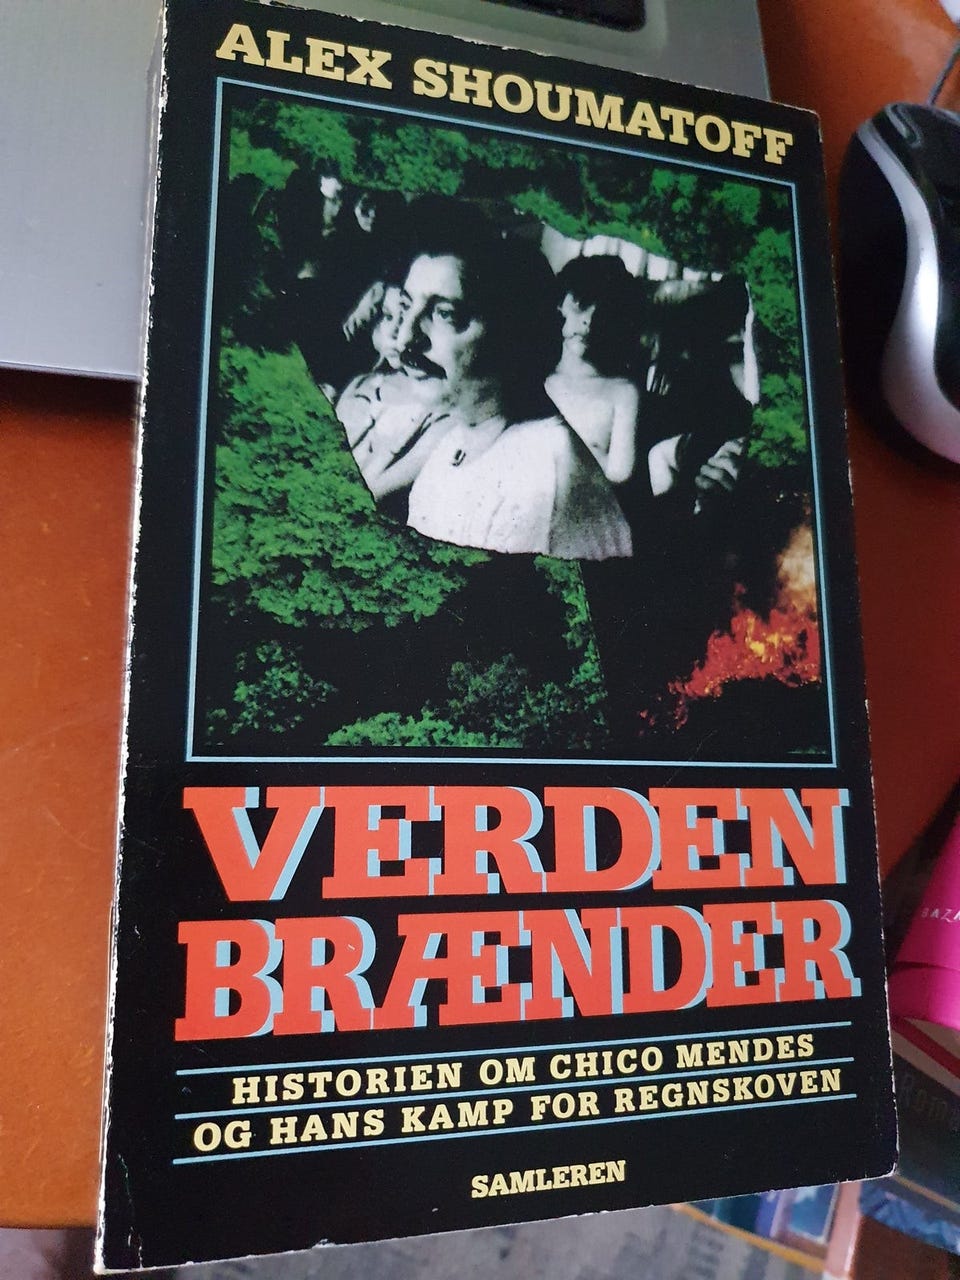 ALEX SHOUMATOFF
VERDEN
BRÆNDER
HISTORIEN OM CHICO MENDES
OG HANS KAMP FOR REGNSKOVEN
SAMLEREN